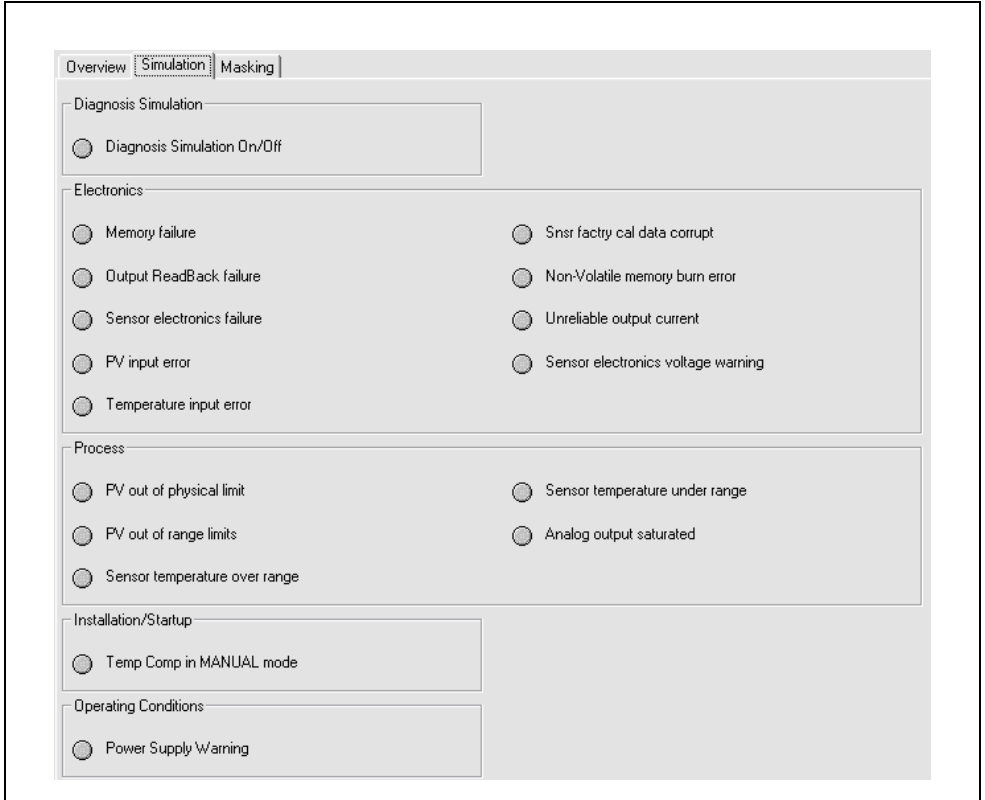 Overview Simulation Masking
Diagnosis Simulation
Diagnosis Simulation On/Off
Electronics
Memory failure
Output ReadBack failure
Sensor electronics failure
PV input error
Temperature input error
Snsr factry cal data corrupt
Non-Volatile memory burn error
Unreliable output current
Sensor electronics voltage warning
Process
PV out of physical limit
PV out of range limits
Sensor temperature over range
Sensor temperature under range
Analog output saturated
Installation/Startup
Temp Comp in MANUAL mode
Operating Conditions
Power Supply Warning